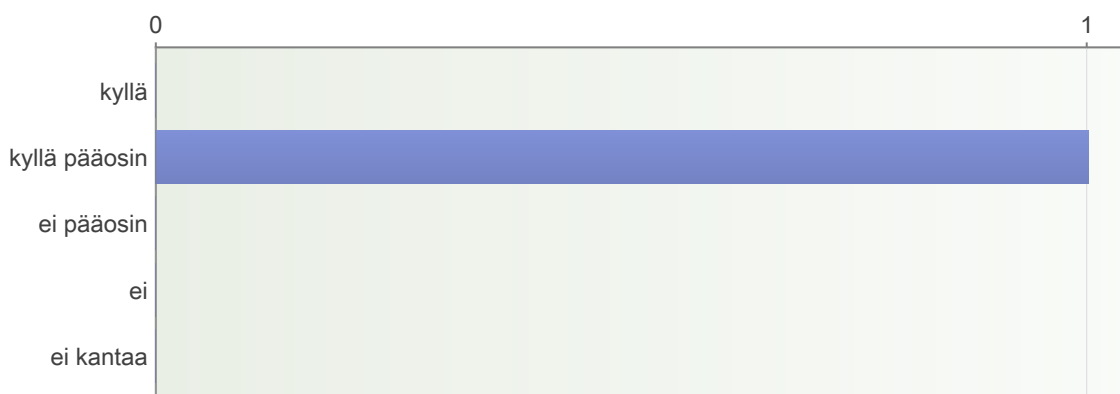 0 1
kyllä
kyllä pääosin
ei pääosin
ei
ei kantaa